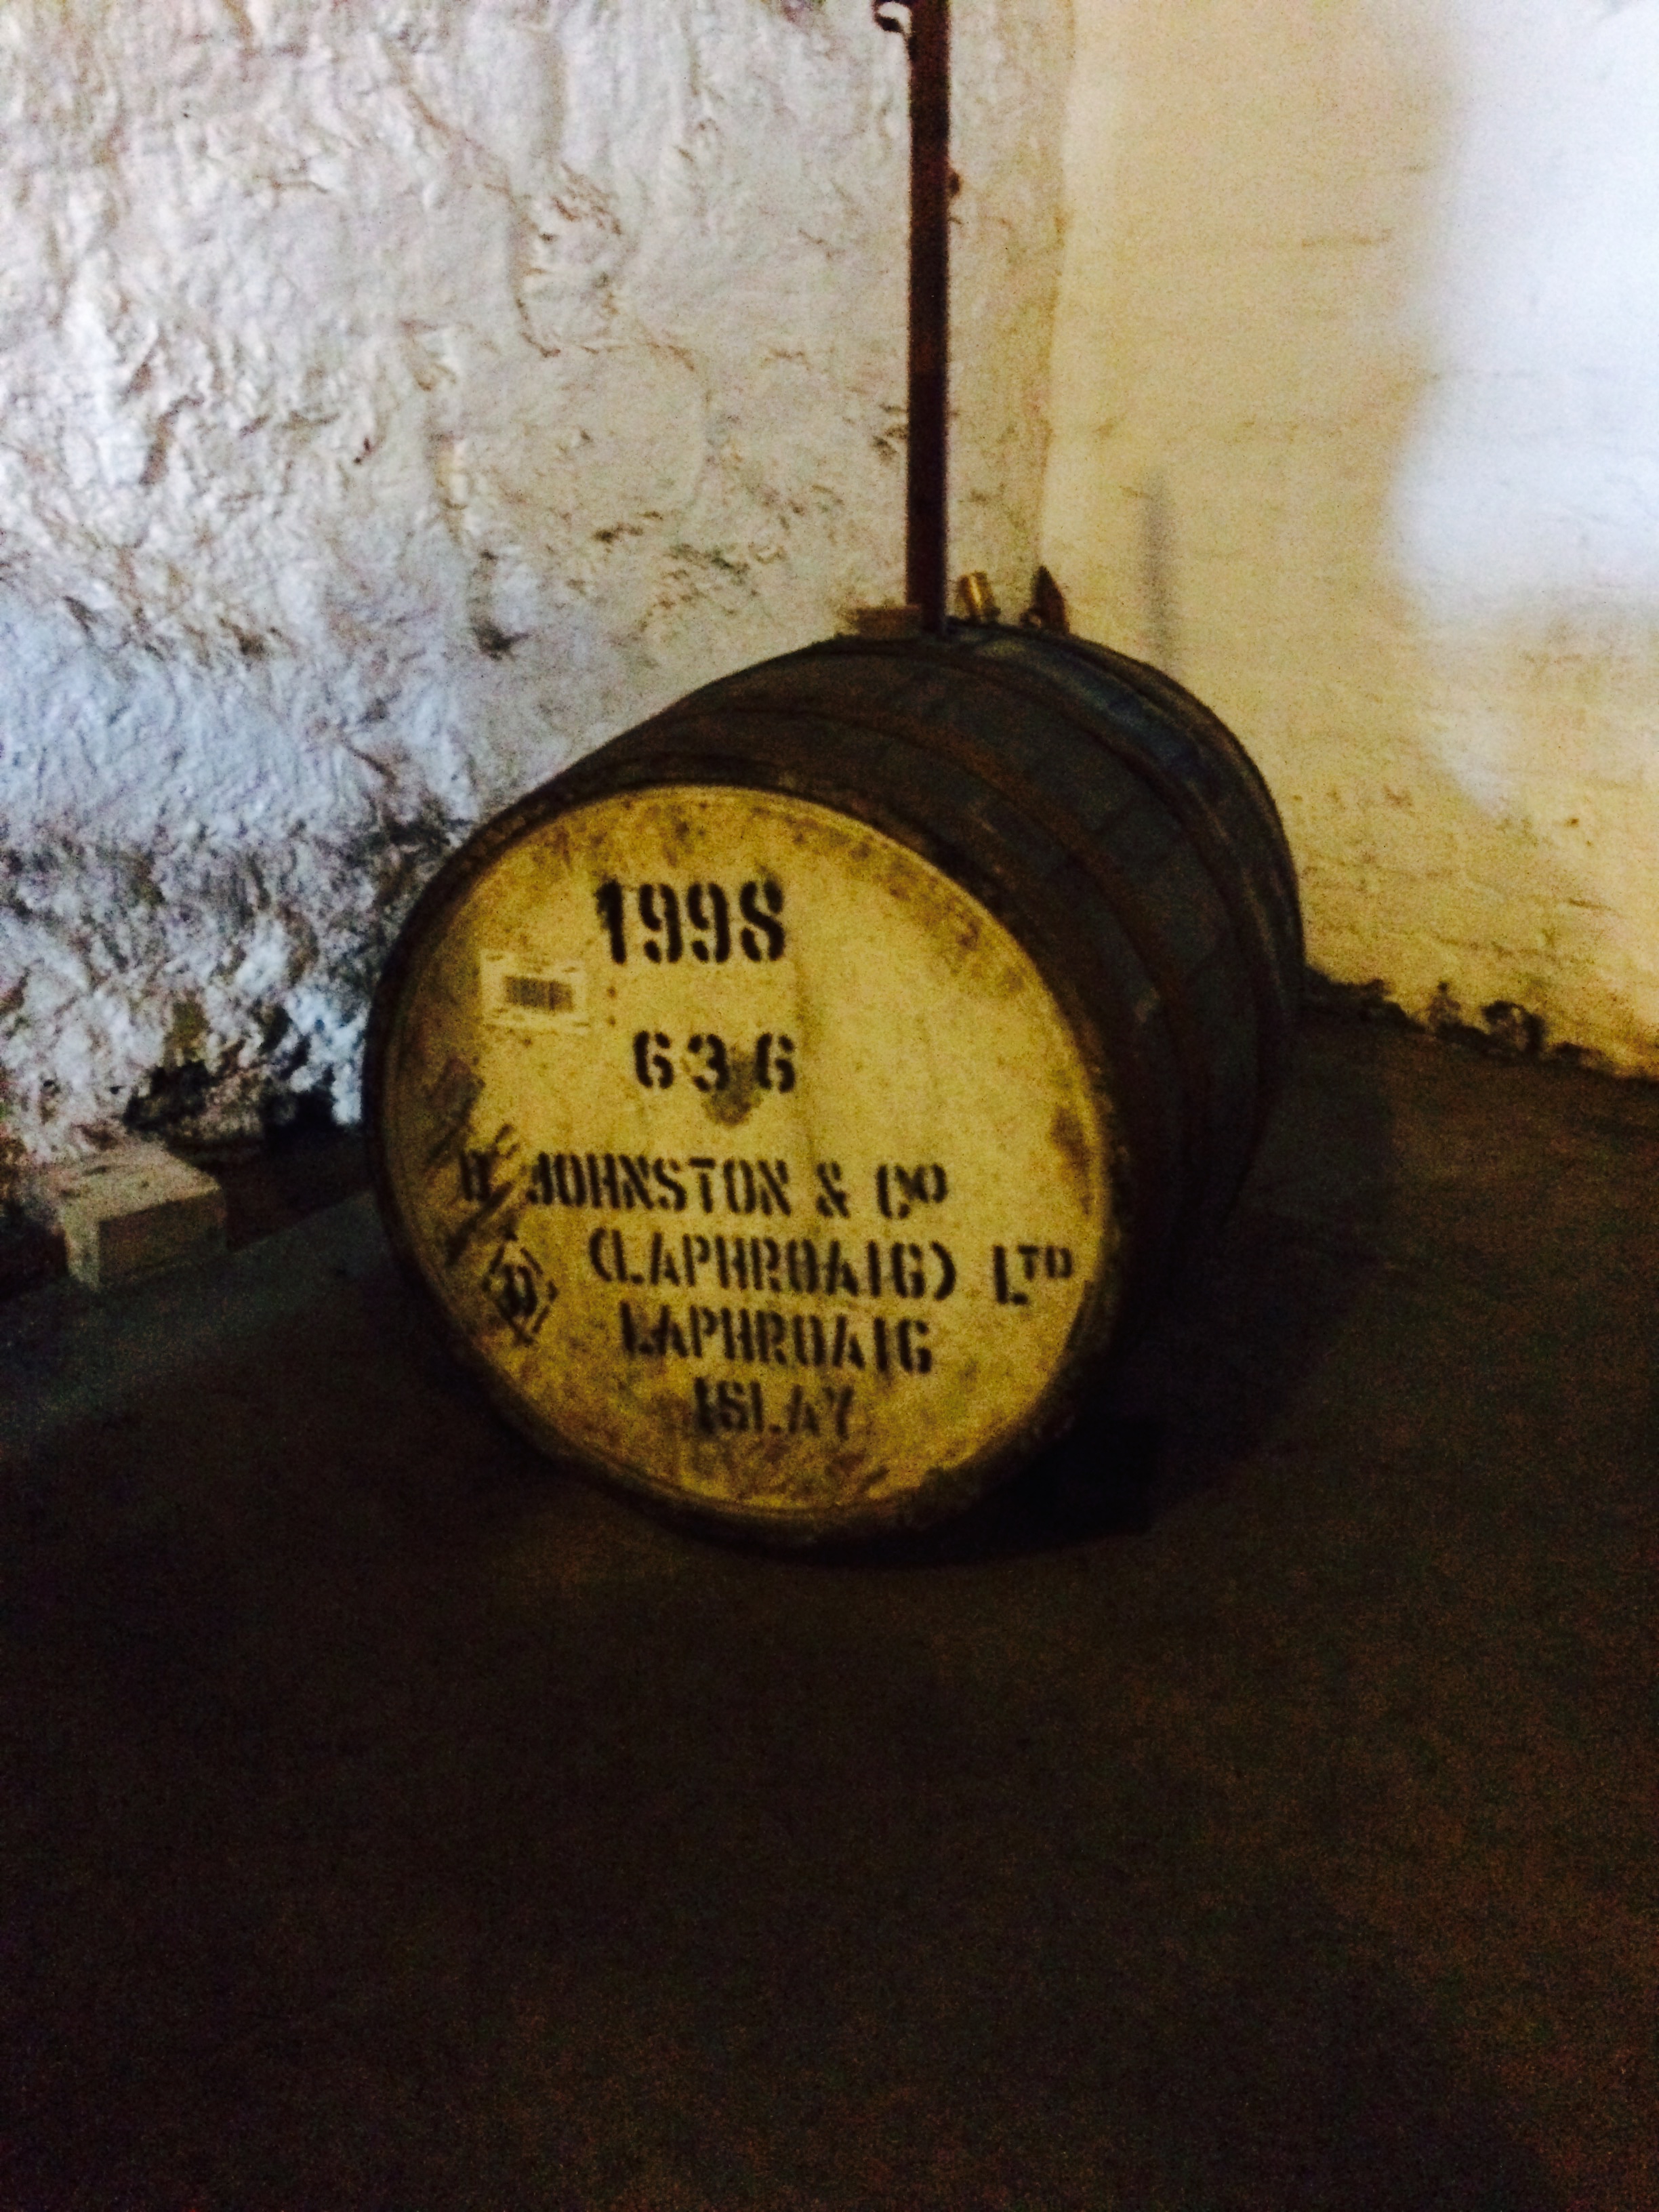 1998
636
D JOHNSTON & Cº
(LAPHROAIG) LTD
LAPHROAIG
ISLAY